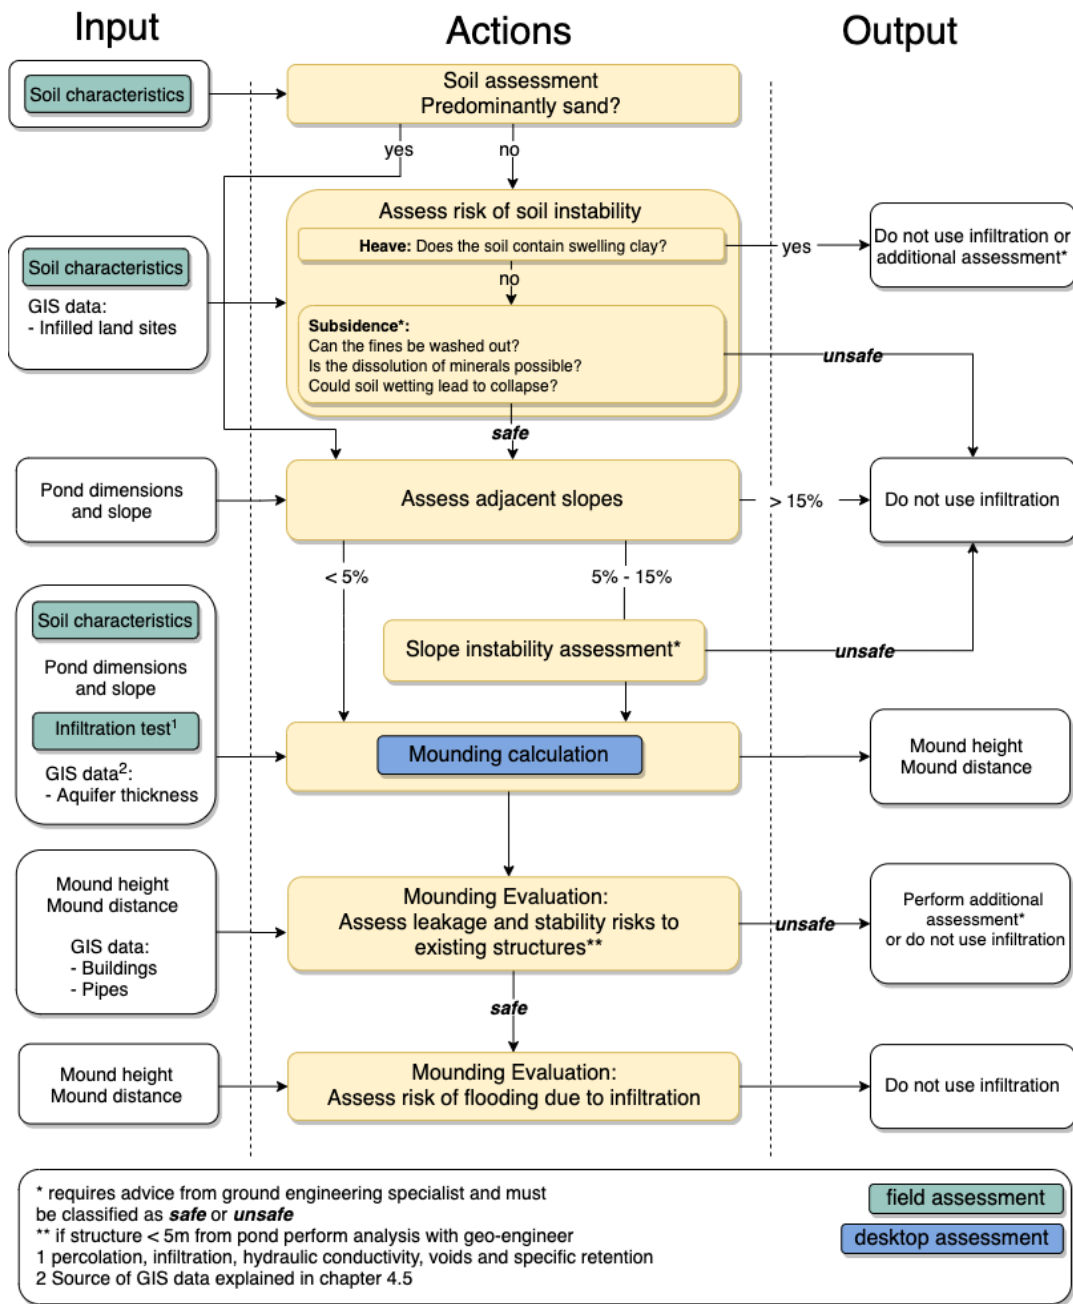 Input
Actions
Output
Soil characteristics
Soil assessment
Predominantly sand?
yes
no
Assess risk of soil instability
Heave: Does the soil contain swelling clay?
yes
Do not use infiltration or
additional assessment*
no
Soil characteristics
GIS data:
- Infilled land sites
Subsidence*:
Can the fines be washed out?
Is the dissolution of minerals possible?
Could soil wetting lead to collapse?
unsafe
safe
Pond dimensions
and slope
Assess adjacent slopes
> 15%
Do not use infiltration
< 5%
5% - 15%
Soil characteristics
Pond dimensions
and slope
Infiltration test1
GIS data2:
- Aquifer thickness
Slope instability assessment*
unsafe
Mounding calculation
Mound height
Mound distance
Mound height
Mound distance
GIS data:
- Buildings
- Pipes
Mounding Evaluation:
Assess leakage and stability risks to
existing structures**
unsafe
Perform additional
assessment*
or do not use infiltration
safe
Mound height
Mound distance
Mounding Evaluation:
Assess risk of flooding due to infiltration
Do not use infiltration
* requires advice from ground engineering specialist and must
be classified as safe or unsafe
** if structure < 5m from pond perform analysis with geo-engineer
1 percolation, infiltration, hydraulic conductivity, voids and specific retention
2 Source of GIS data explained in chapter 4.5
field assessment
desktop assessment